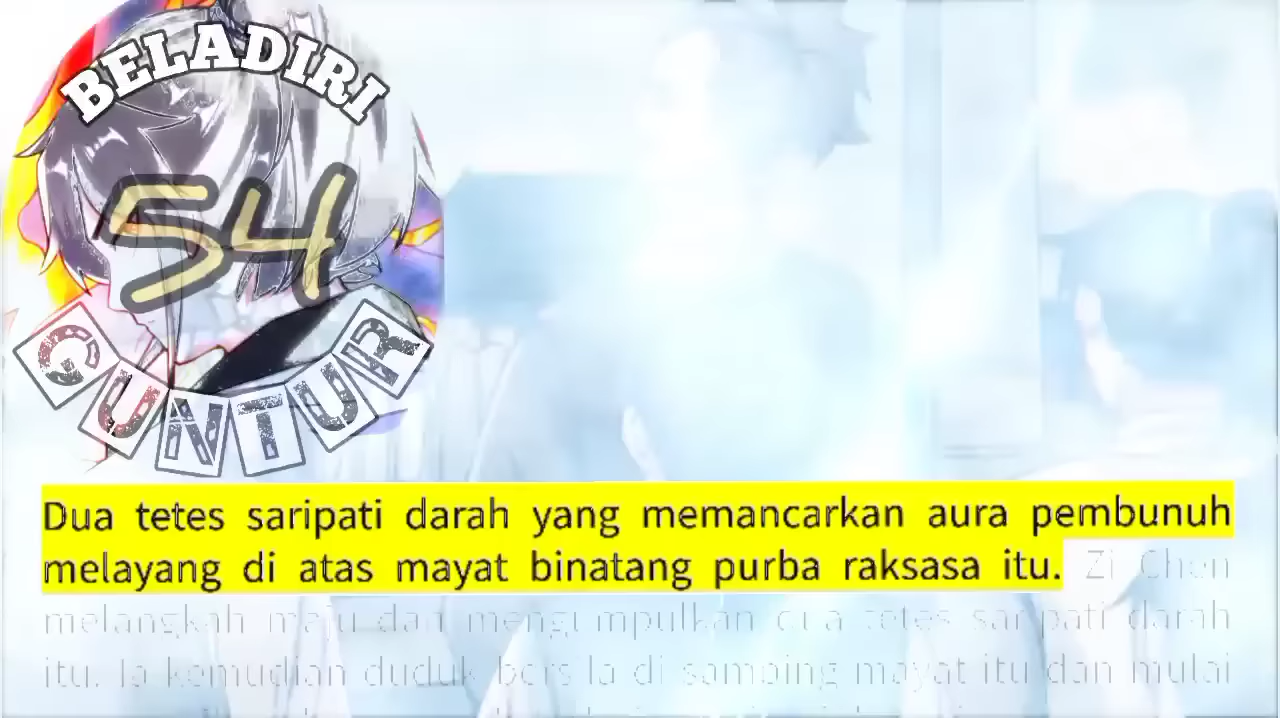 BELADIRI
54
GUNTUR
Dua tetes saripati darah yang memancarkan aura pembunuh
melayang di atas mayat binatang purba raksasa itu. Zi Chen
melangkah maju dan mengumpulkan dua tetes saripati darah
itu. Ia kemudian duduk bersila di samping mayat itu dan mulai